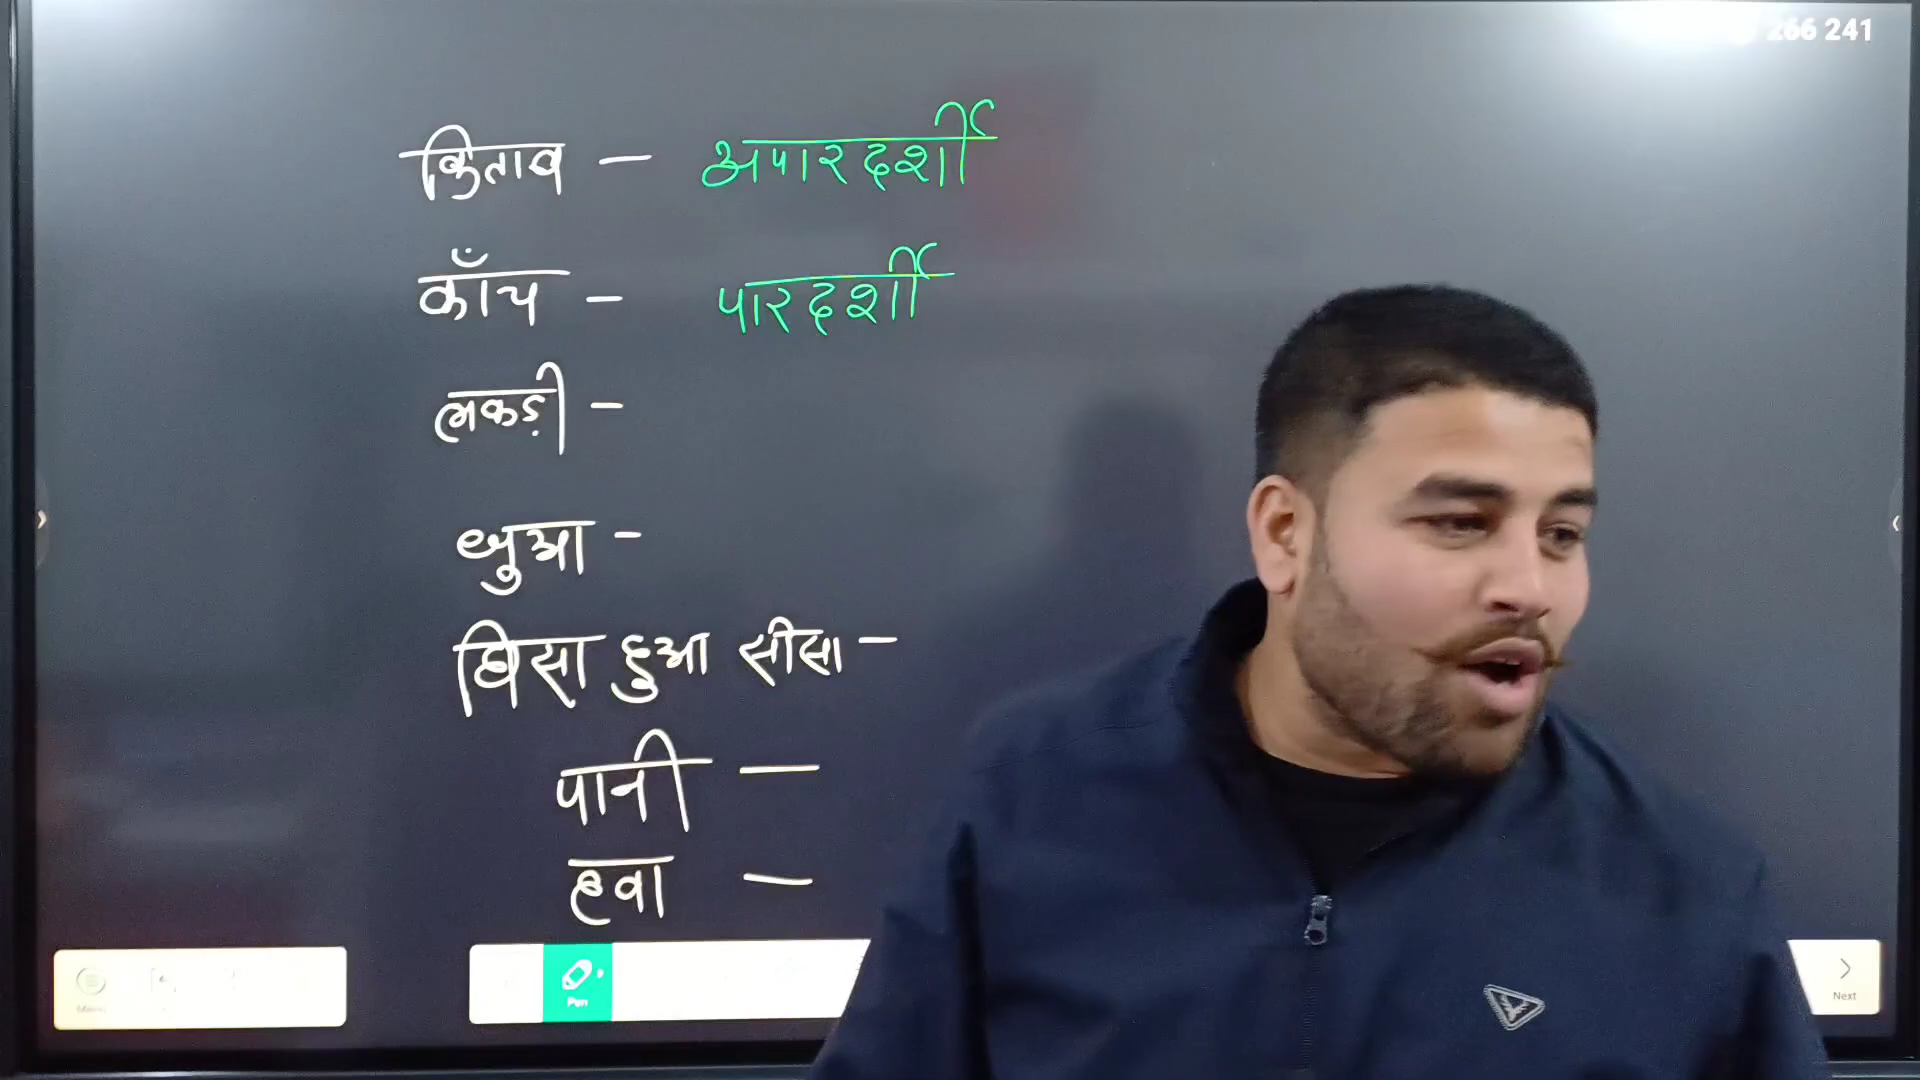 266 241
किताब - अपारदर्शी
काँच - पारदर्शी
लकड़ी -
धुआ -
घिसा हुआ सीसा -
पानी -
हवा -
Pen
Next